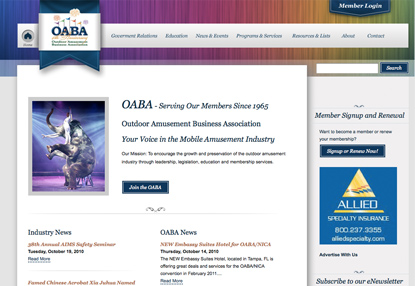 Member Login
OABA
Outdoor Amusement
Business Association
Home
Government Relations Education News & Events Programs & Services Resources & Lists About Contact
Search
OABA - Serving Our Members Since 1965
Outdoor Amusement Business Association
Your Voice in the Mobile Amusement Industry
Our Mission: To encourage the growth and preservation of the outdoor amusement
industry through leadership, legislation, education and membership services.
Join the OABA
Member Signup and Renewal
Want to become a member or renew
your membership?
Signup or Renew Now!
ALLIED
SPECIALTY INSURANCE
800.237.3355
alliedspecialty.com
Advertise With Us
Subscribe to our eNewsletter
Industry News
38th Annual AIMS Safety Seminar
Tuesday, October 19, 2010
Read More
Famed Chinese Acrobat Xia Juhua Named
OABA News
NEW Embassy Suites Hotel for OABA/NICA
Thursday, October 14, 2010
The NEW Embassy Suites Hotel, located in Tampa, FL is
offering great deals and services for the OABA/NICA
convention in February 2011...
Read More